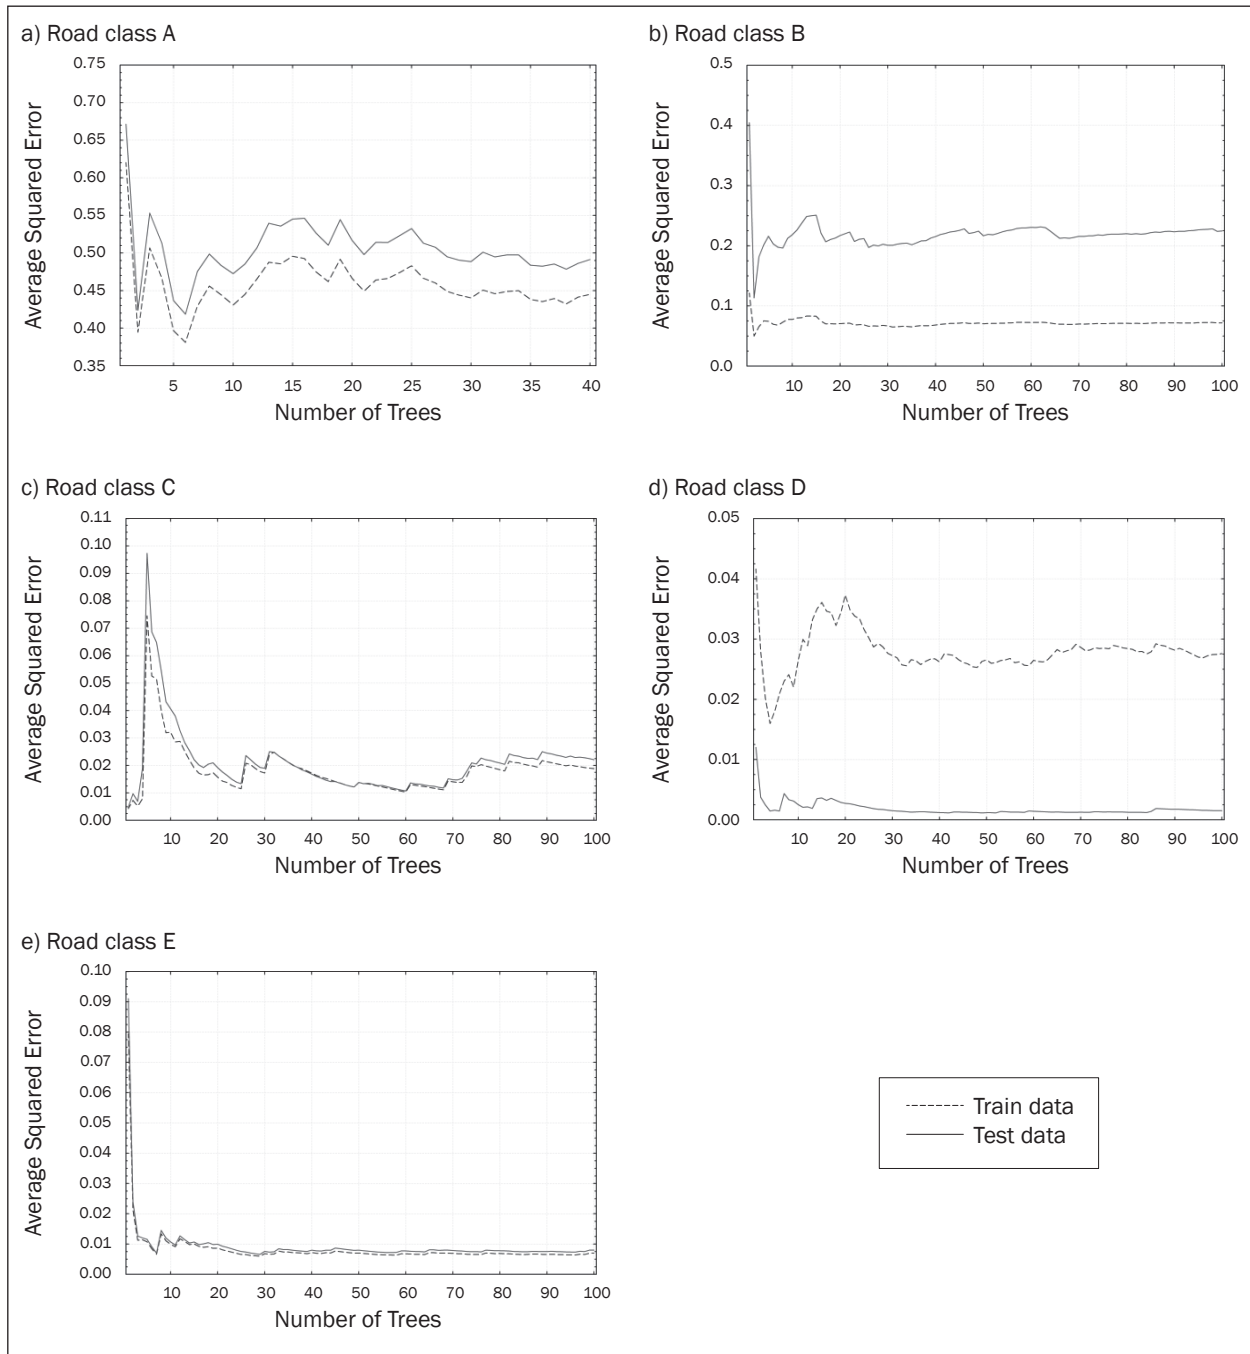 a) Road class A
Average Squared Error
0.75
0.70
0.65
0.60
0.55
0.50
0.45
0.40
0.35
5 10 15 20 25 30 35 40
Number of Trees
b) Road class B
Average Squared Error
0.5
0.4
0.3
0.2
0.1
0.0
10 20 30 40 50 60 70 80 90 100
Number of Trees
c) Road class C
Average Squared Error
0.11
0.10
0.09
0.08
0.07
0.06
0.05
0.04
0.03
0.02
0.01
0.00
10 20 30 40 50 60 70 80 90 100
Number of Trees
d) Road class D
Average Squared Error
0.05
0.04
0.03
0.02
0.01
0.00
10 20 30 40 50 60 70 80 90 100
Number of Trees
e) Road class E
Average Squared Error
0.10
0.09
0.08
0.07
0.06
0.05
0.04
0.03
0.02
0.01
0.00
10 20 30 40 50 60 70 80 90 100
Number of Trees
Train data
Test data